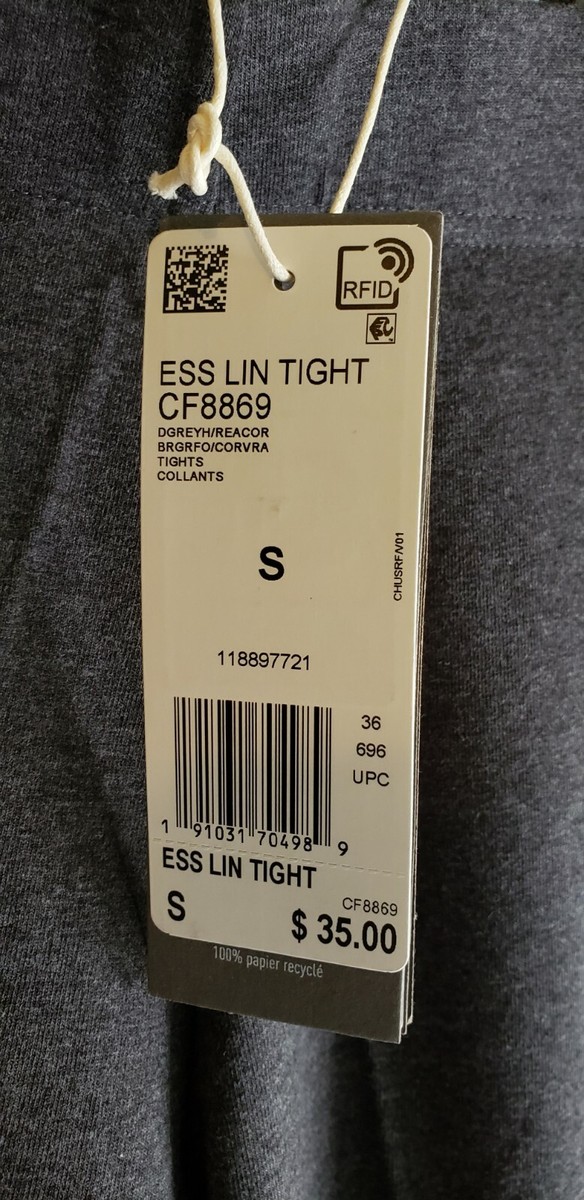 RFID
ESS LIN TIGHT
CF8869
DGREYH/REACOR
BRGRFO/CORVRA
TIGHTS
COLLANTS
S
CHUSRF/V01
118897721
36
696
UPC
1 91031 70498 9
ESS LIN TIGHT
S
CF8869
$ 35.00
100% papier recyclé